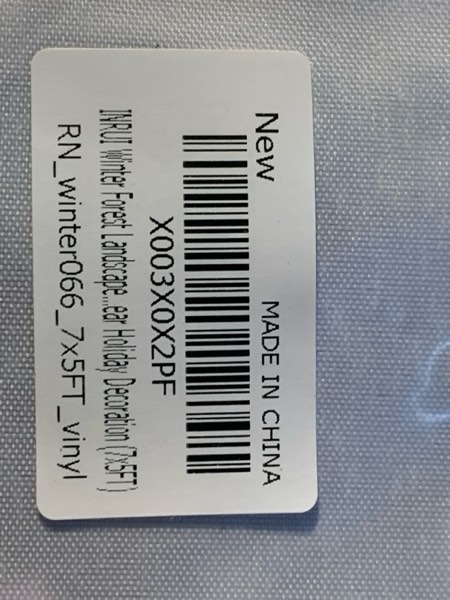 New MADE IN CHINA
X003X0X2PF
INRUI Winter Forest Landscape...ear Holiday Decoration (7x5FT)
RN_winter066_7x5FT_vinyl